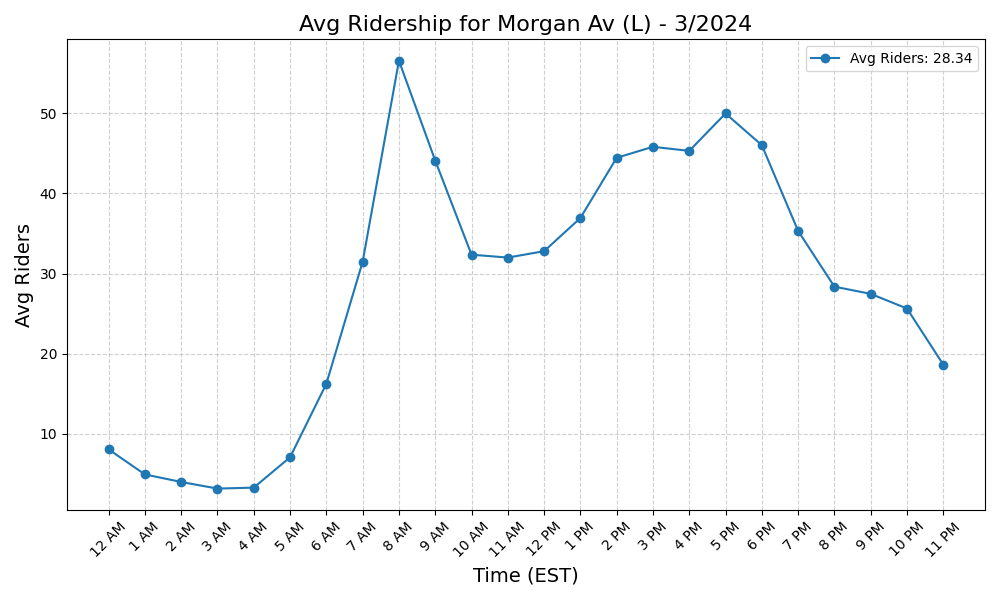 Avg Ridership for Morgan Av (L) - 3/2024
Avg Riders: 28.34
Avg Riders
50
40
30
20
10
12 AM
1 AM
2 AM
3 AM
4 AM
5 AM
6 AM
7 AM
8 AM
9 AM
10 AM
11 AM
12 PM
1 PM
2 PM
3 PM
4 PM
5 PM
6 PM
7 PM
8 PM
9 PM
10 PM
11 PM
Time (EST)